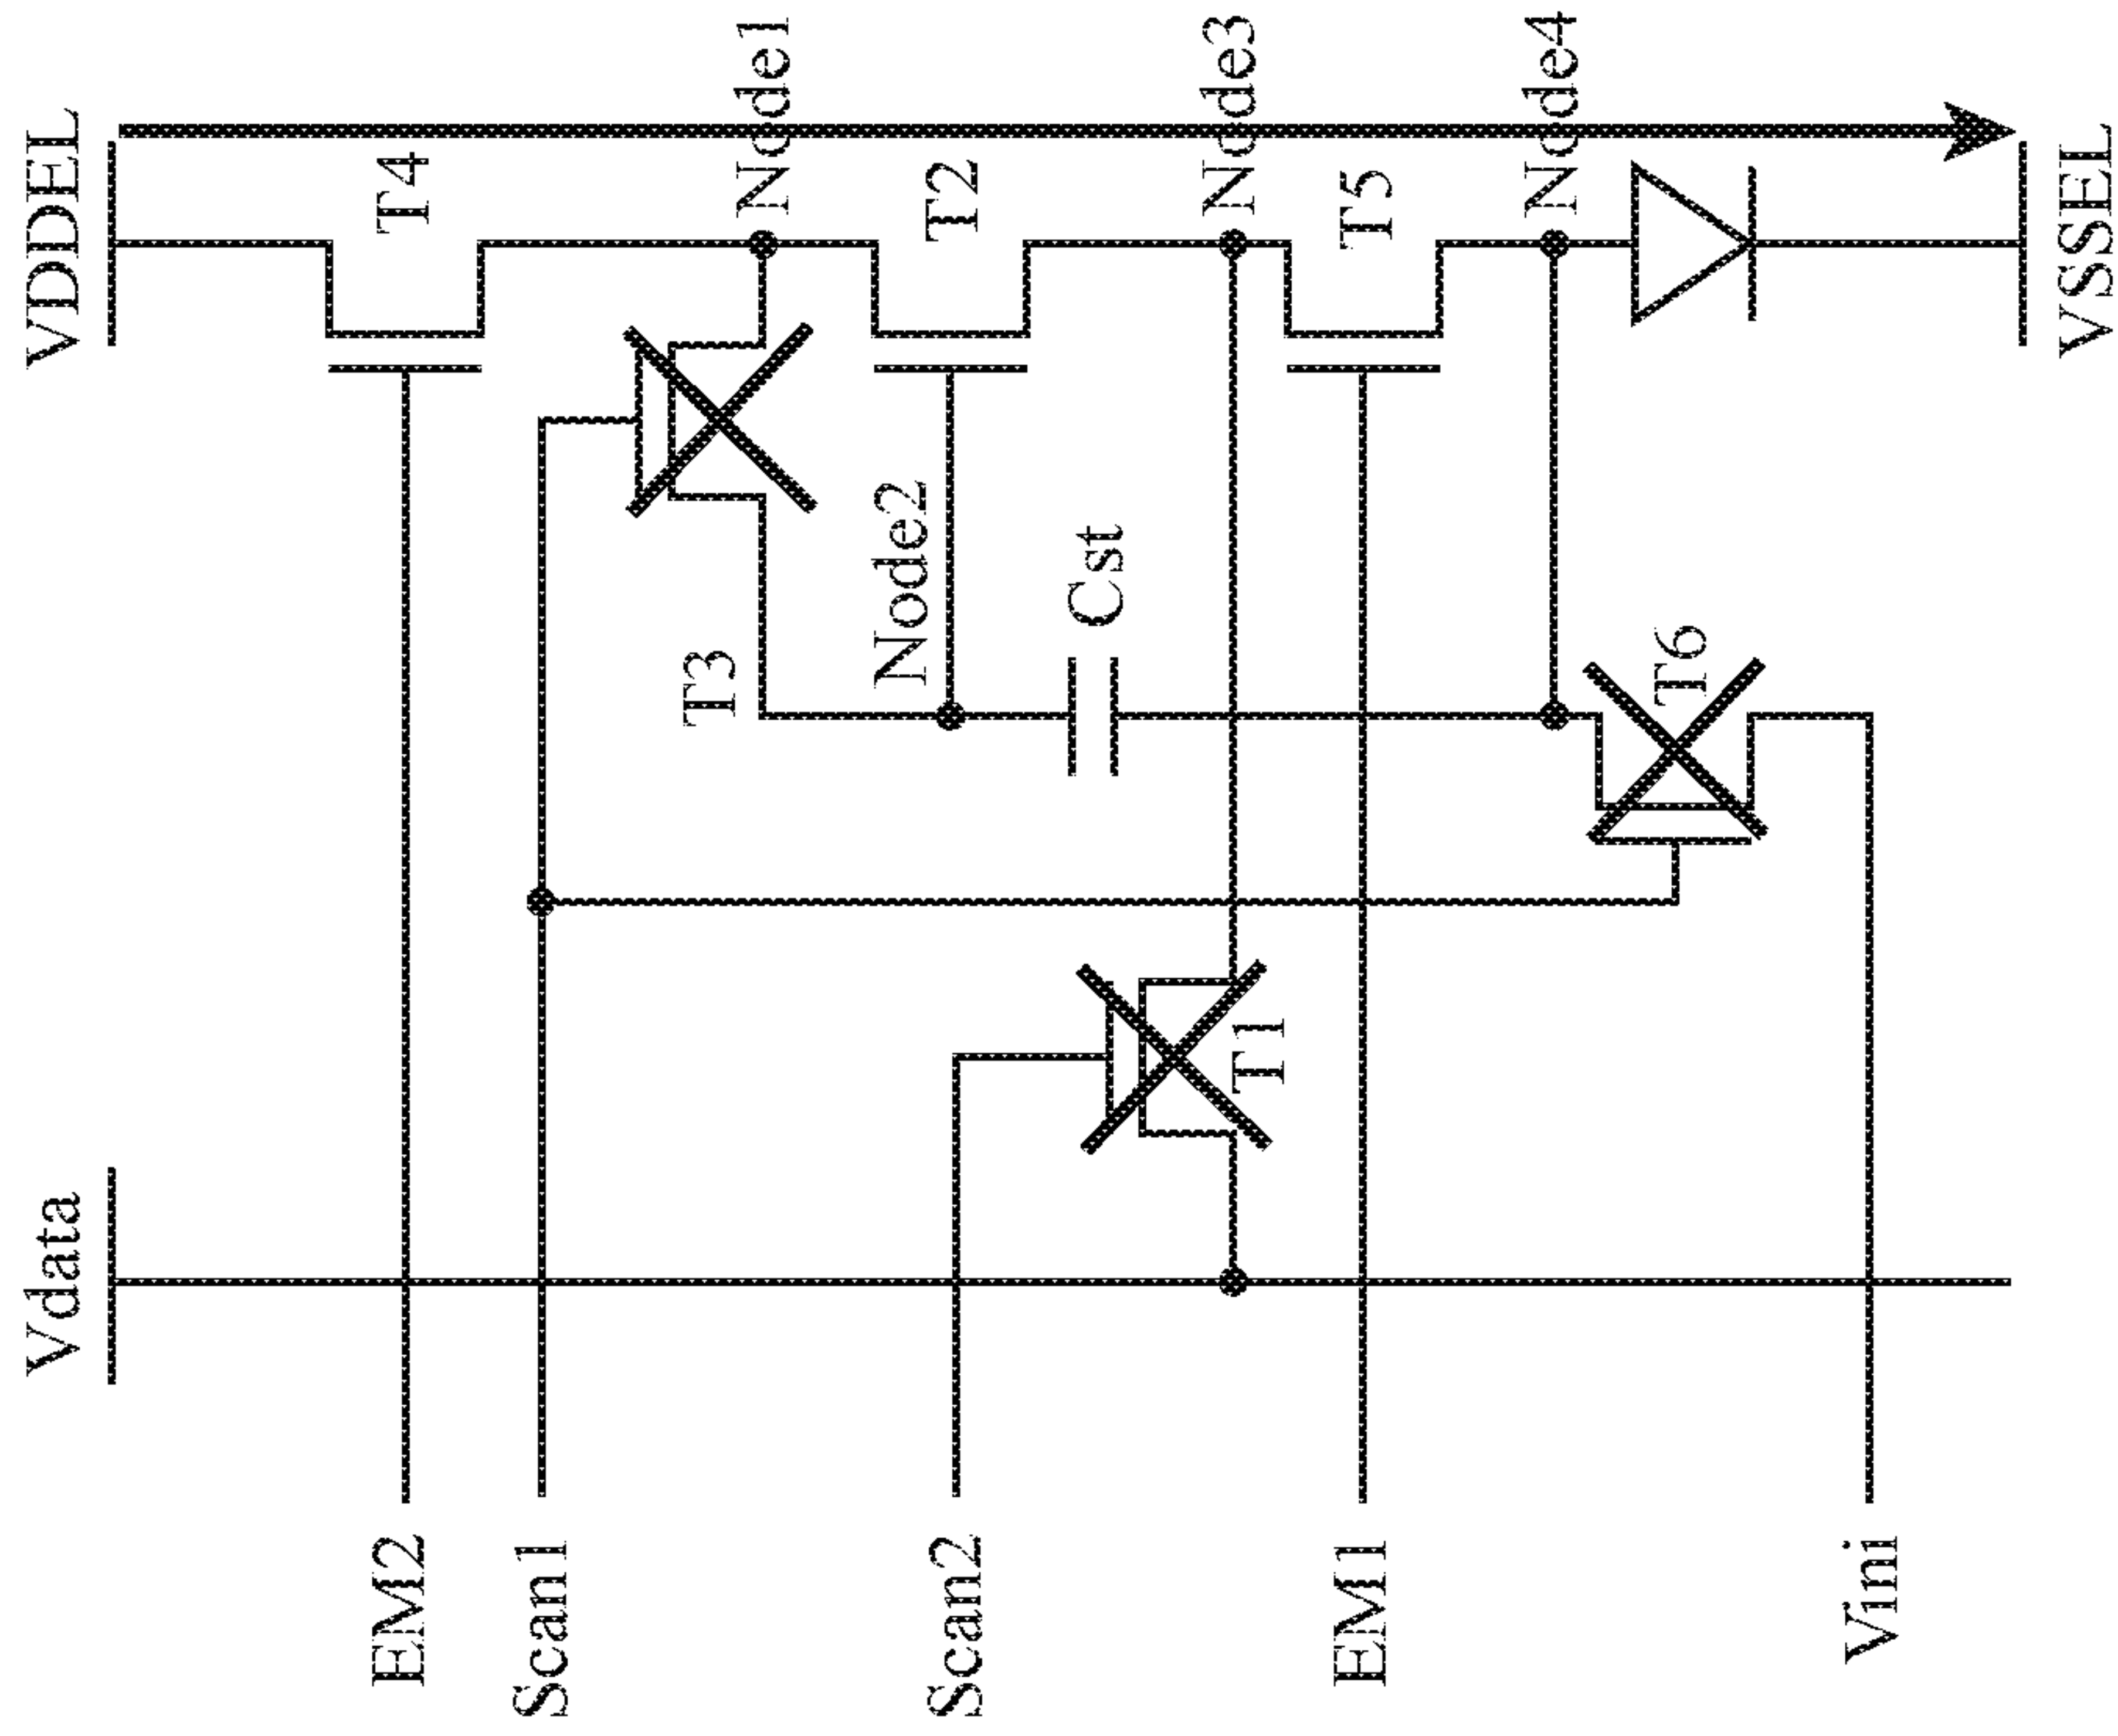 VDDEL
T4
Node1
T2
Node3
T5
Node4
VSSEL
T3
Node2
Cst
T6
T1
Vdata
EM2
Scan1
Scan2
EM1
Vini